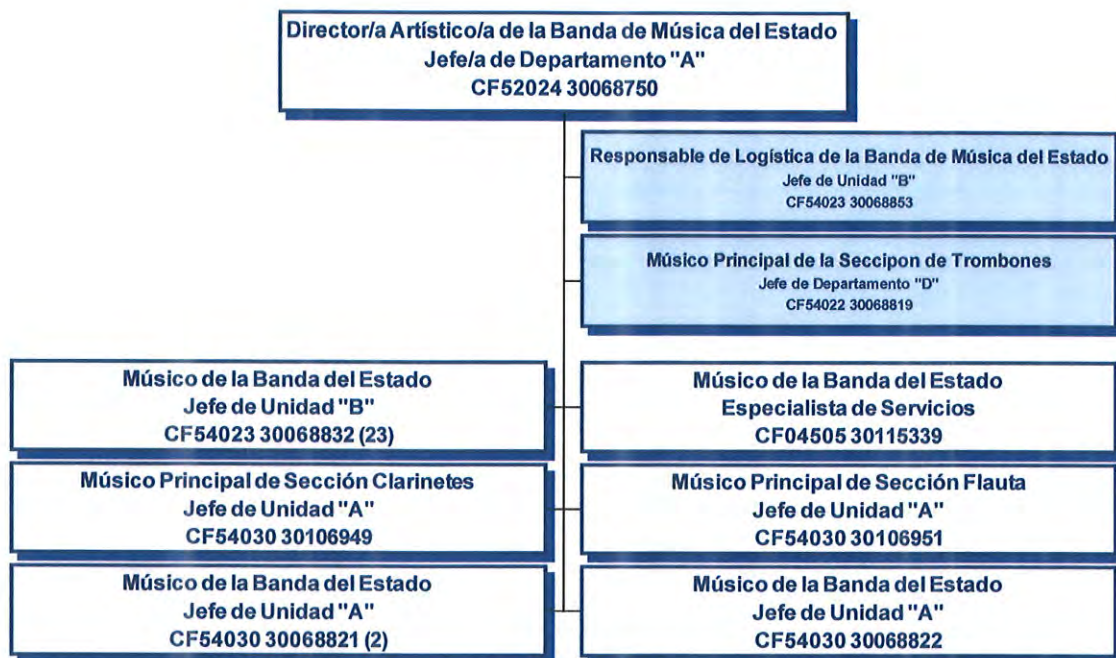 Director/a Artístico/a de la Banda de Música del Estado
Jefe/a de Departamento "A"
CF52024 30068750
Responsable de Logística de la Banda de Música del Estado
Jefe de Unidad "B"
CF54023 30068853
Músico Principal de la Seccipon de Trombones
Jefe de Departamento "D"
CF54022 30068819
Músico de la Banda del Estado
Jefe de Unidad "B"
CF54023 30068832 (23)
Músico de la Banda del Estado
Especialista de Servicios
CF04505 30115339
Músico Principal de Sección Clarinetes
Jefe de Unidad "A"
CF54030 30106949
Músico Principal de Sección Flauta
Jefe de Unidad "A"
CF54030 30106951
Músico de la Banda del Estado
Jefe de Unidad "A"
CF54030 30068821 (2)
Músico de la Banda del Estado
Jefe de Unidad "A"
CF54030 30068822